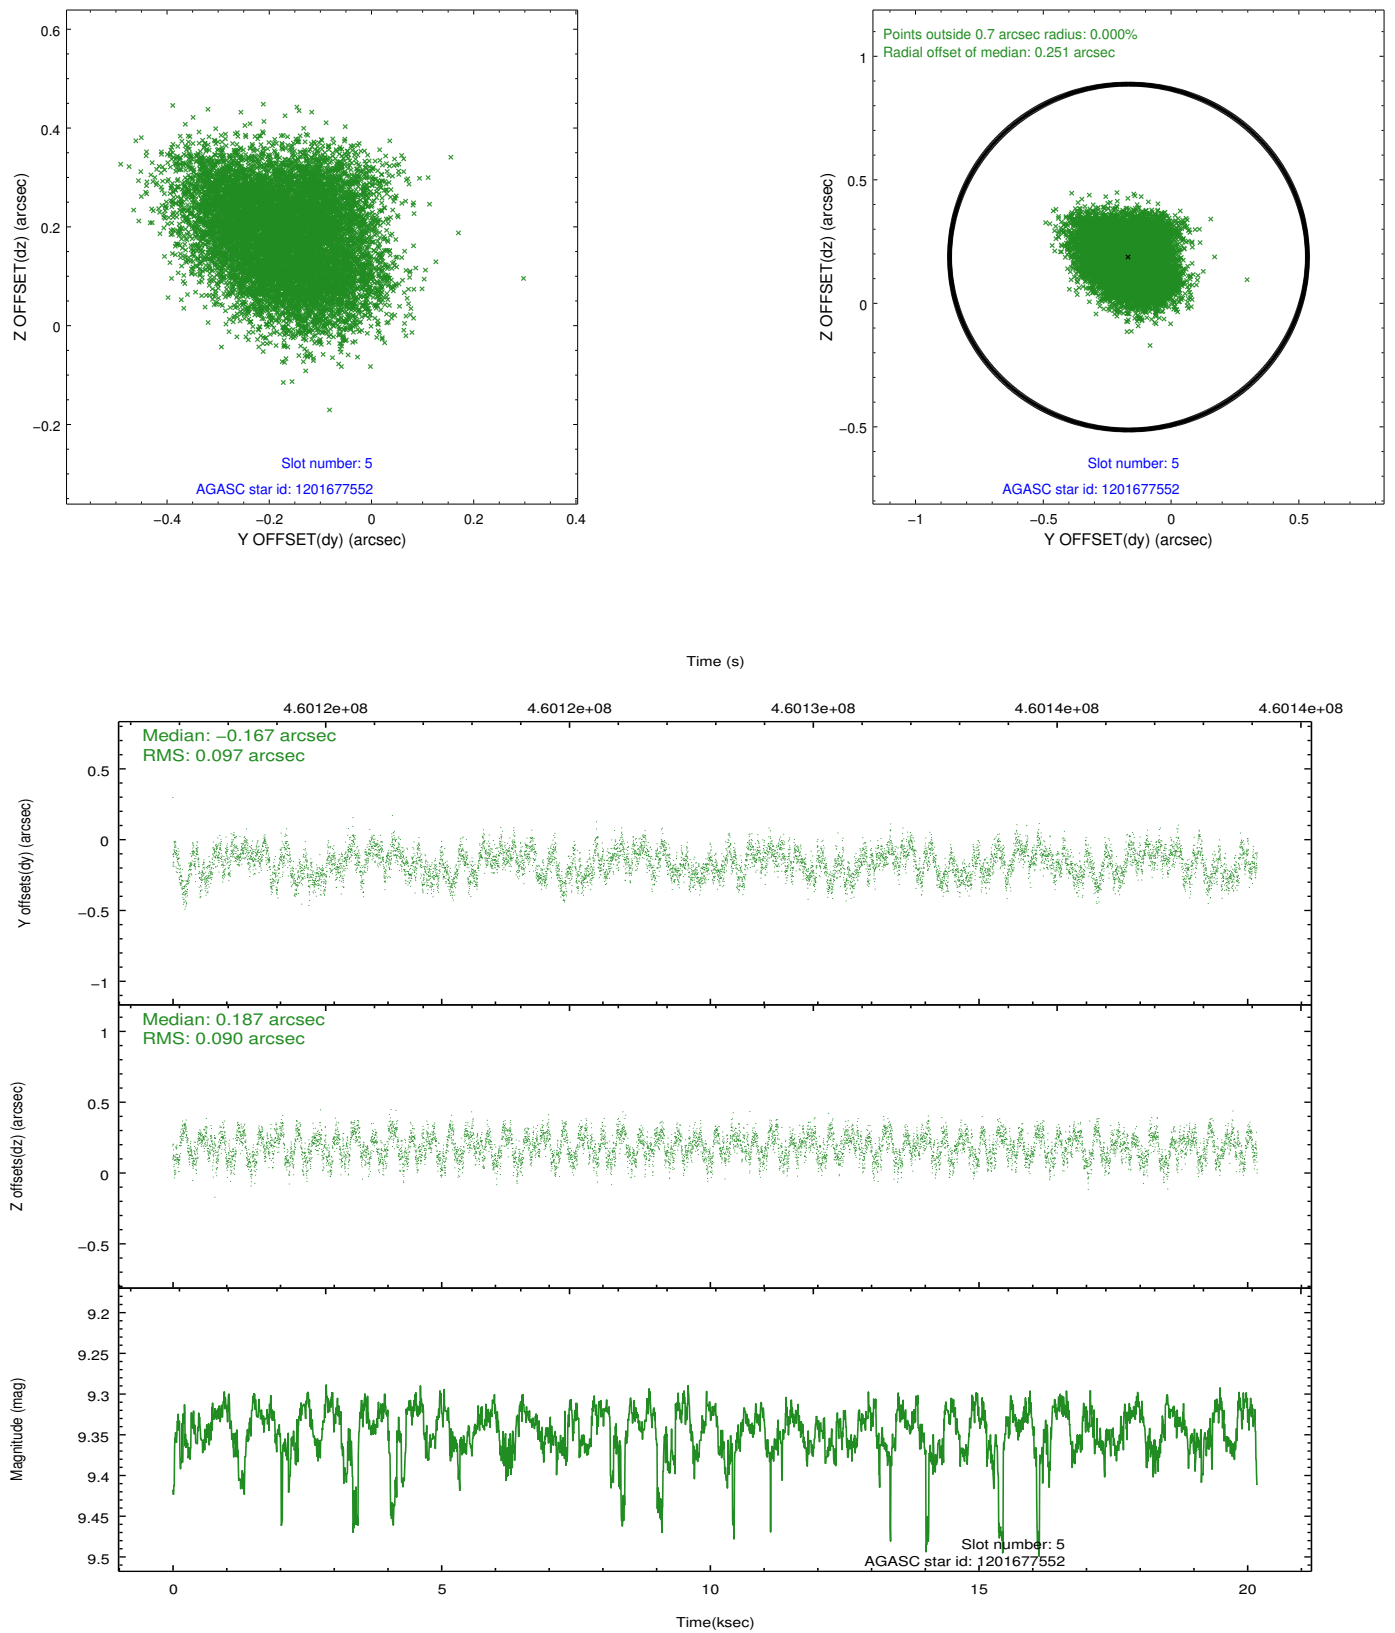 0.6
0.4
0.2
0
−0.2
Z OFFSET(dz) (arcsec)
Slot number: 5
AGASC star id: 1201677552
−0.4 −0.2 0 0.2 0.4
Y OFFSET(dy) (arcsec)
Points outside 0.7 arcsec radius: 0.000%
Radial offset of median: 0.251 arcsec
1
0.5
0
−0.5
Z OFFSET(dz) (arcsec)
Slot number: 5
AGASC star id: 1201677552
−1 −0.5 0 0.5
Y OFFSET(dy) (arcsec)
Time (s)
4.6012e+08 4.6012e+08 4.6013e+08 4.6014e+08 4.6014e+08
Median: −0.167 arcsec
RMS: 0.097 arcsec
0.5
0
−0.5
−1
Y offsets(dy) (arcsec)
Median: 0.187 arcsec
RMS: 0.090 arcsec
1
0.5
0
−0.5
Z offsets(dz) (arcsec)
9.2
9.25
9.3
9.35
9.4
9.45
9.5
Magnitude (mag)
Slot number: 5
AGASC star id: 1201677552
0 5 10 15 20
Time(ksec)